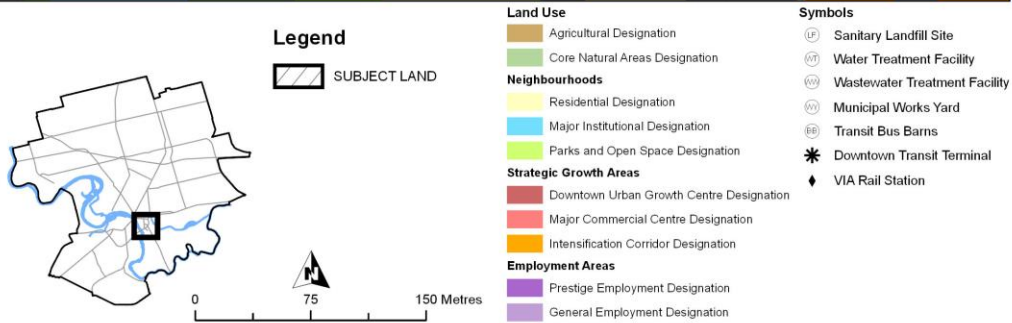 Legend
SUBJECT LAND
N
0 75 150 Metres
Land Use
Agricultural Designation
Core Natural Areas Designation
Neighbourhoods
Residential Designation
Major Institutional Designation
Parks and Open Space Designation
Strategic Growth Areas
Downtown Urban Growth Centre Designation
Major Commercial Centre Designation
Intensification Corridor Designation
Employment Areas
Prestige Employment Designation
General Employment Designation
Symbols
LF Sanitary Landfill Site
WT Water Treatment Facility
WW Wastewater Treatment Facility
WY Municipal Works Yard
BB Transit Bus Barns
Downtown Transit Terminal
VIA Rail Station